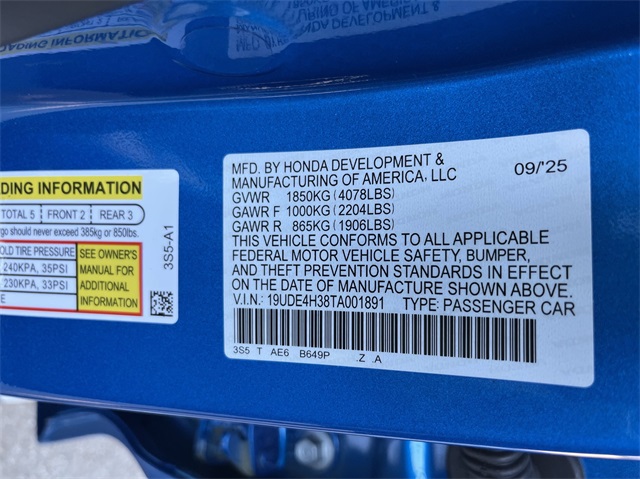 MFD. BY HONDA DEVELOPMENT &
MANUFACTURING OF AMERICA, LLC 09/'25
GVWR 1850KG (4078LBS)
GAWR F 1000KG (2204LBS)
GAWR R 865KG (1906LBS)
THIS VEHICLE CONFORMS TO ALL APPLICABLE
FEDERAL MOTOR VEHICLE SAFETY, BUMPER,
AND THEFT PREVENTION STANDARDS IN EFFECT
ON THE DATE OF MANUFACTURE SHOWN ABOVE.
V.I.N.: 19UDE4H38TA001891 TYPE: PASSENGER CAR
3S5 T AE6 B649P .Z .A
INFORMATION
TOTAL 5 FRONT 2 REAR 3
should never exceed 385kg or 850lbs.
TIRE PRESSURE
240KPA, 35PSI
230KPA, 33PSI
SEE OWNER'S
MANUAL FOR
ADDITIONAL
INFORMATION
3S5-A1